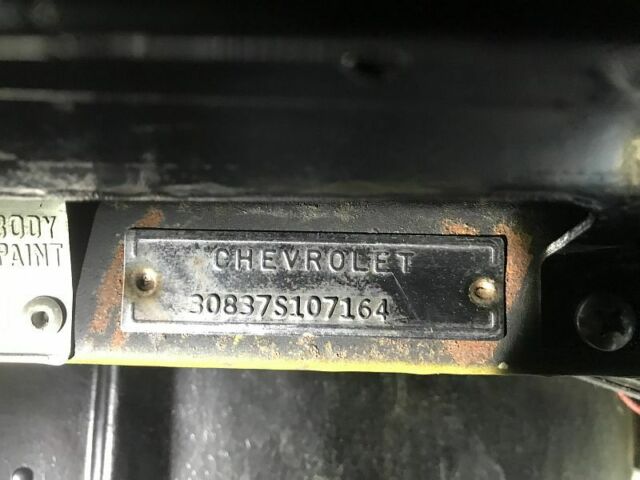 BODY
PAINT
CHEVROLET
30837S107164